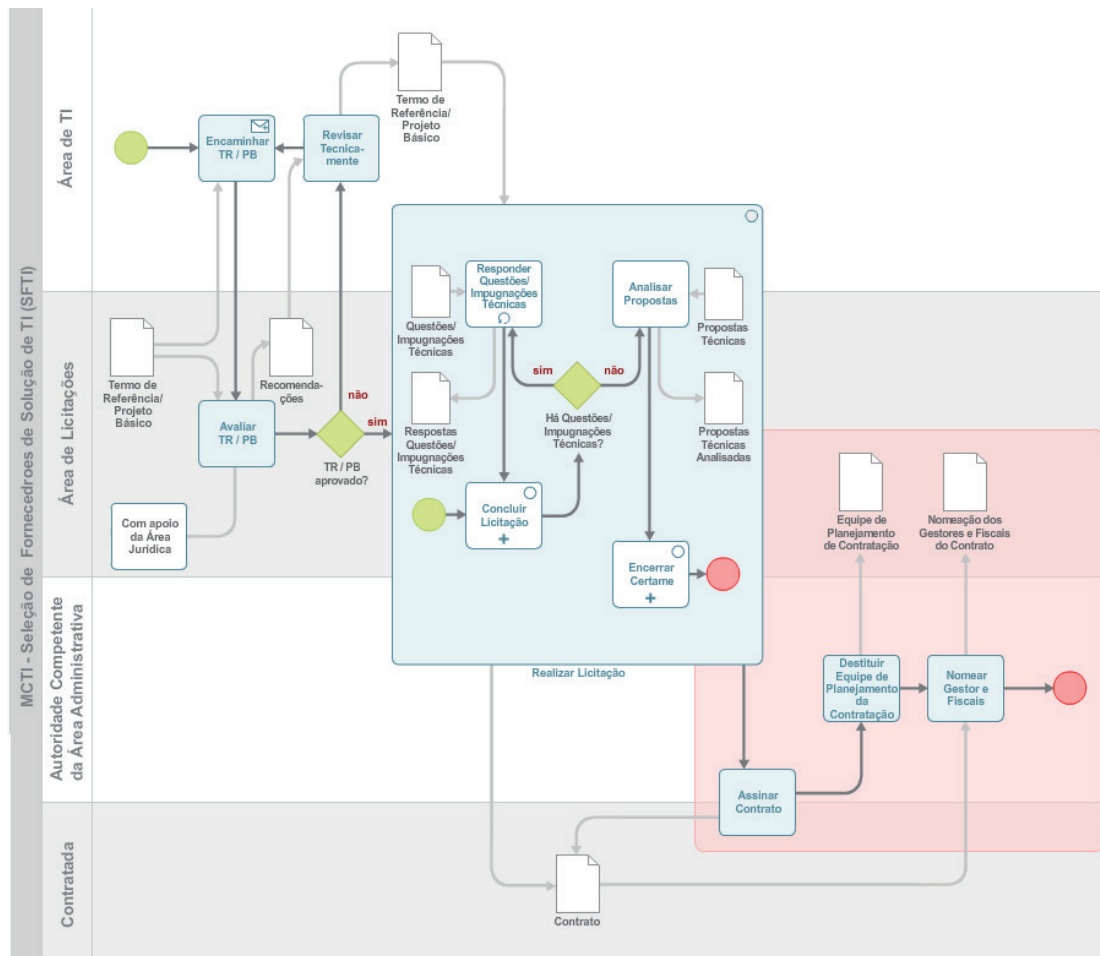 MCTI - Seleção de Fornecedroes de Solução de TI (SFTI)
Área de TI
Encaminhar
TR / PB
Revisar
Tecnica-
mente
Termo de
Referência/
Projeto
Básico
Área de Licitações
Termo de
Referência/
Projeto
Básico
Recomenda-
ções
Avaliar
TR / PB
não
sim
TR / PB
aprovado?
Com apoio
da Área
Jurídica
Responder
Questões/
Impugnações
Técnicas
Questões/
Impugnações
Técnicas
Respostas
Questões/
Impugnações
Técnicas
sim
não
Há Questões/
Impugnações
Técnicas?
Analisar
Propostas
Propostas
Técnicas
Propostas
Técnicas
Analisadas
Concluir
Licitação
Encerrar
Certame
Realizar Licitação
Equipe de
Planejamento
de Contratação
Nomeação dos
Gestores e Fiscais
do Contrato
Autoridade Competente
da Área Administrativa
Destituir
Equipe de
Planejamento
da
Contratação
Nomear
Gestor e
Fiscais
Assinar
Contrato
Contratada
Contrato